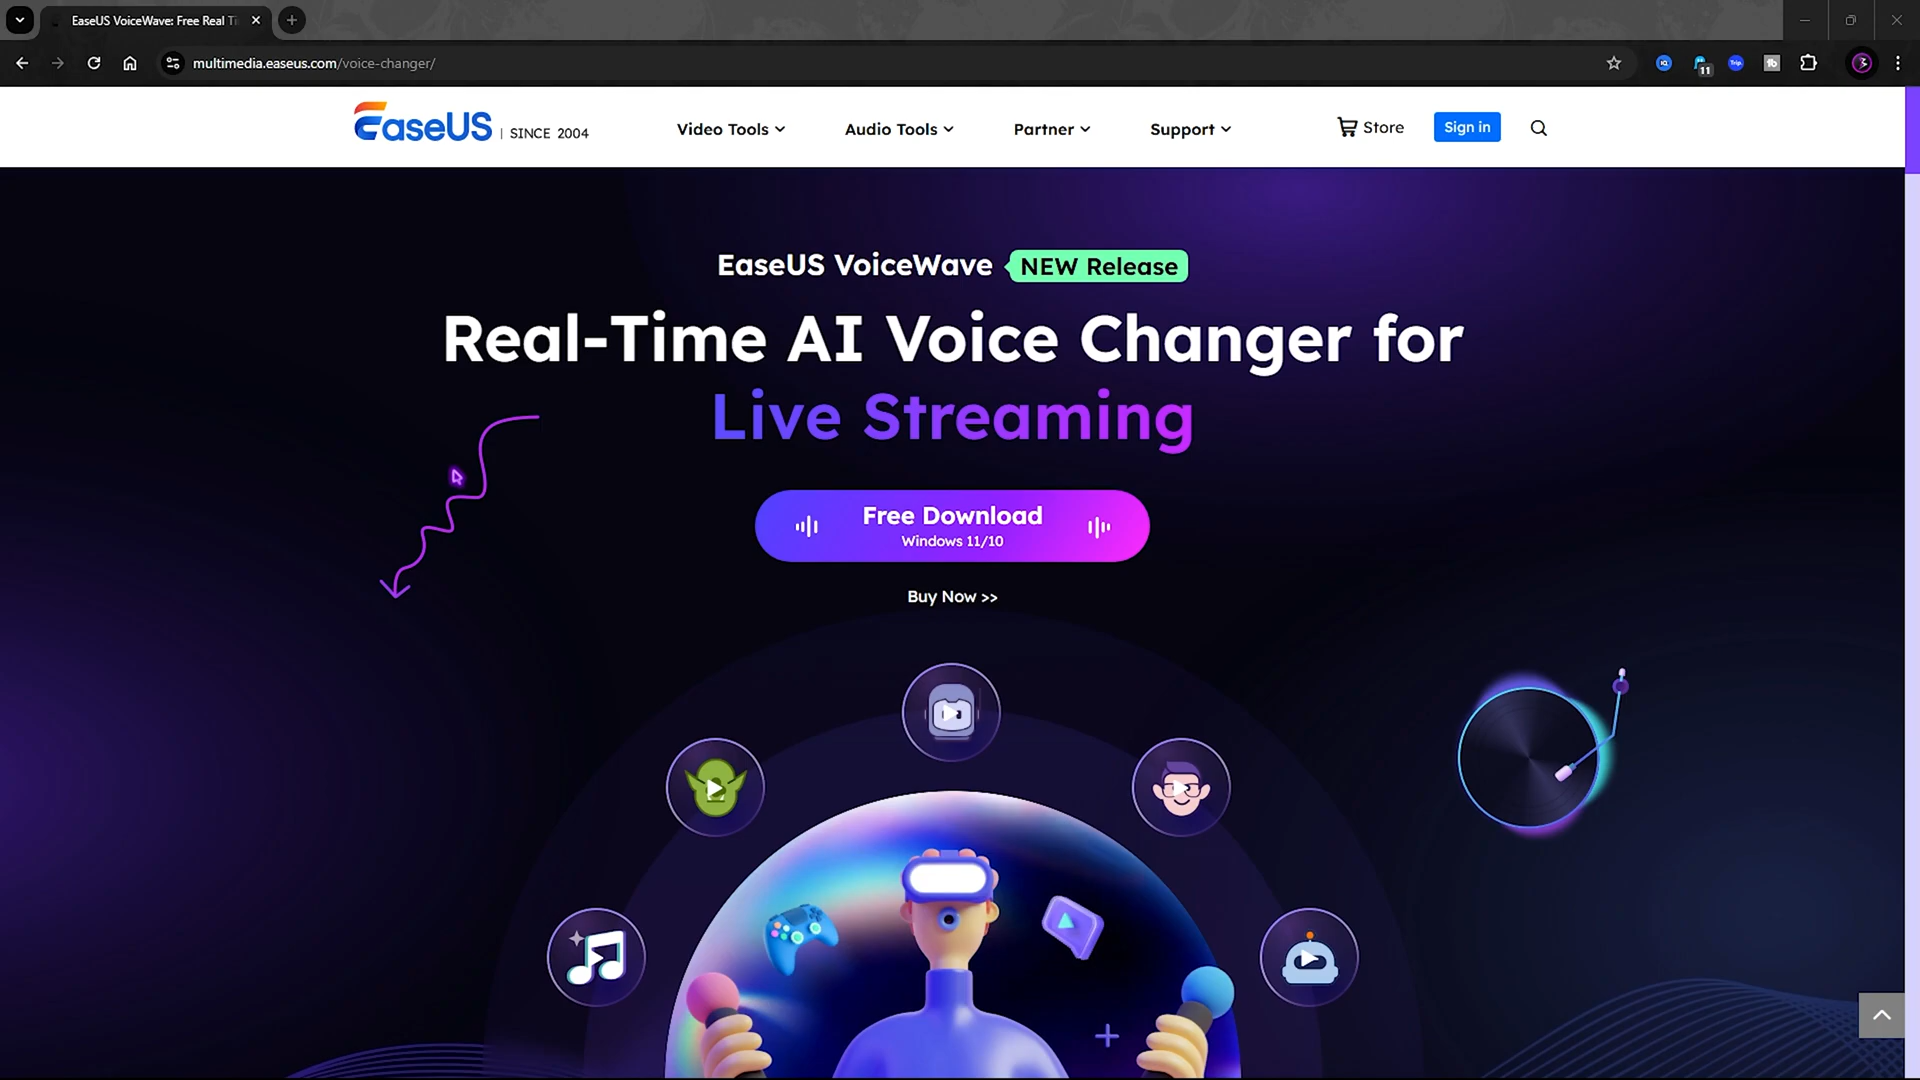 EaseUS VoiceWave: Free Real Ti
multimedia.easeus.com/voice-changer/
11
Trip
EaseUS | SINCE 2004
Video Tools
Audio Tools
Partner
Support
Store
Sign in
EaseUS VoiceWave NEW Release
Real-Time AI Voice Changer for
Live Streaming
Free Download
Windows 11/10
Buy Now >>